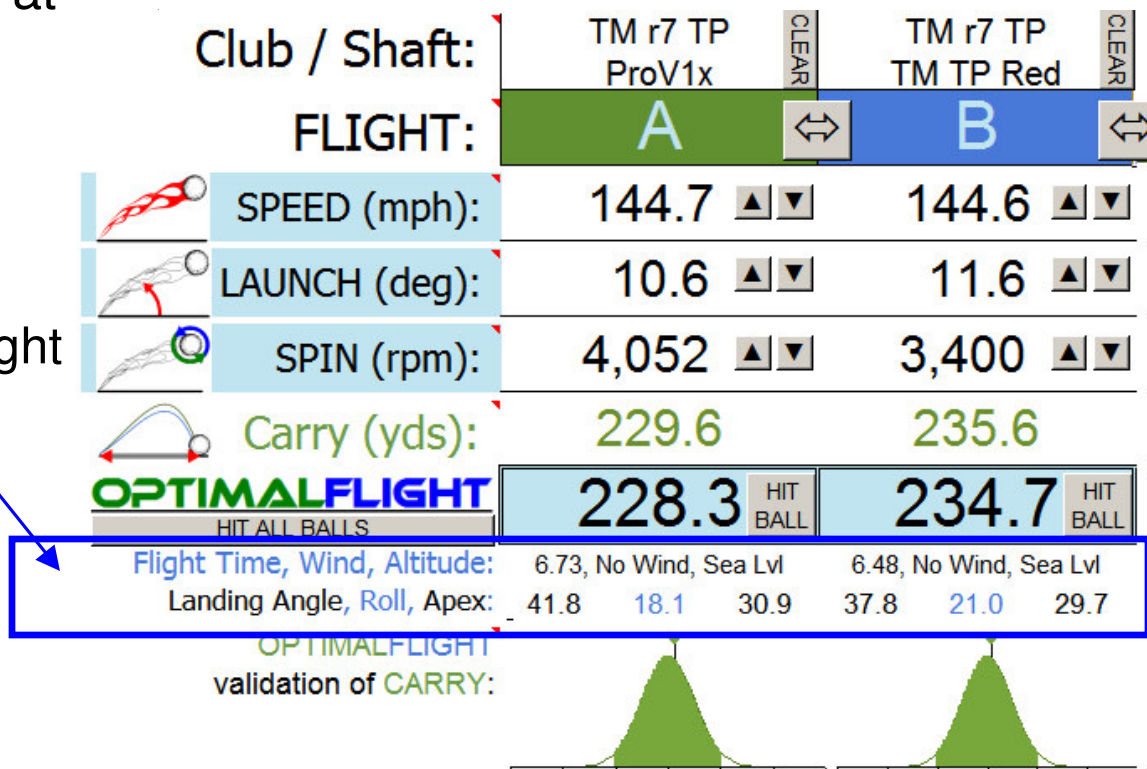 at
Club / Shaft: TM r7 TP ProV1x CLEAR TM r7 TP TM TP Red CLEAR
FLIGHT: A ⇔ B ⇔
SPEED (mph): 144.7 ▲ ▼ 144.6 ▲ ▼
LAUNCH (deg): 10.6 ▲ ▼ 11.6 ▲ ▼
ght
SPIN (rpm): 4,052 ▲ ▼ 3,400 ▲ ▼
Carry (yds): 229.6 235.6
OPTIMALFLIGHT 228.3 HIT BALL 234.7 HIT BALL
HIT ALL BALLS
Flight Time, Wind, Altitude: 6.73, No Wind, Sea Lvl 6.48, No Wind, Sea Lvl
Landing Angle, Roll, Apex: 41.8 18.1 30.9 37.8 21.0 29.7
OPTIMALFLIGHT
validation of CARRY: